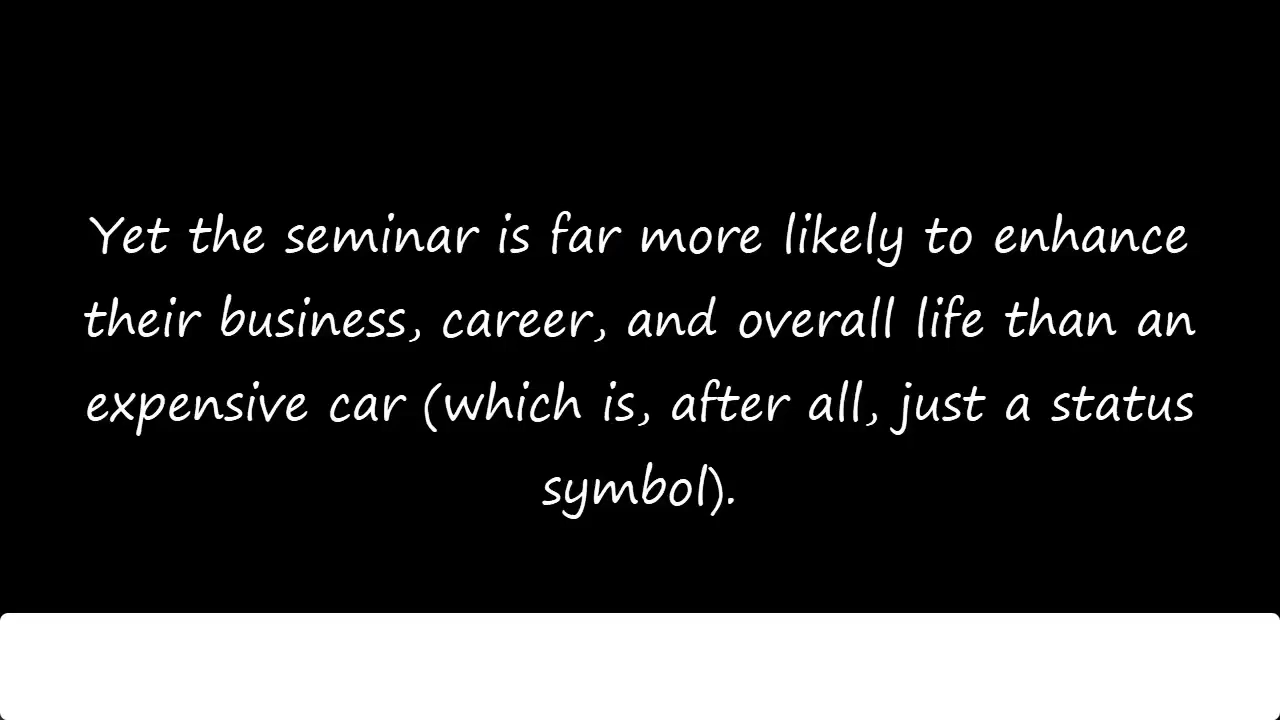 Yet the seminar is far more likely to enhance
their business, career, and overall life than an
expensive car (which is, after all, just a status
symbol).